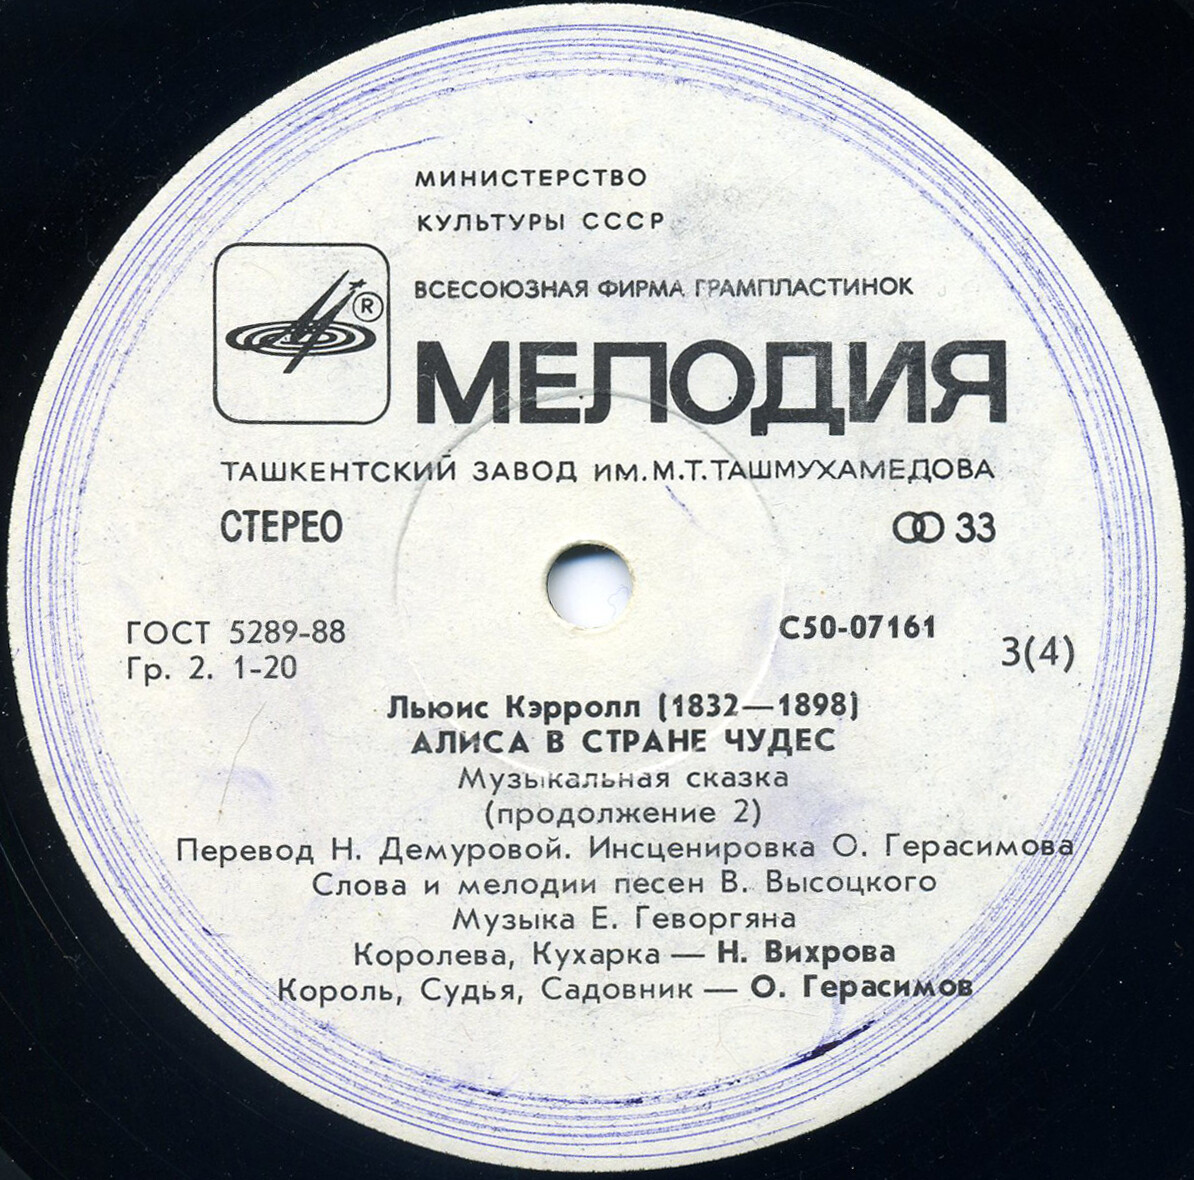 МИНИСТЕРСТВО
КУЛЬТУРЫ СССР
ВСЕСОЮЗНАЯ ФИРМА ГРАМПЛАСТИНОК
®
МЕЛОДИЯ
ТАШКЕНТСКИЙ ЗАВОД ИМ.М.Т.ТАШМУХАМЕДОВА
СТЕРЕО 33
ГОСТ 5289-88 С50-07161
Гр. 2. 1-20 3(4)
Льюис Кэрролл (1832—1898)
АЛИСА В СТРАНЕ ЧУДЕС
Музыкальная сказка
(продолжение 2)
Перевод Н. Демуровой. Инсценировка О. Герасимова
Слова и мелодии песен В. Высоцкого
Музыка Е. Геворгяна
Королева, Кухарка — Н. Вихрова
Король, Судья, Садовник — О. Герасимов